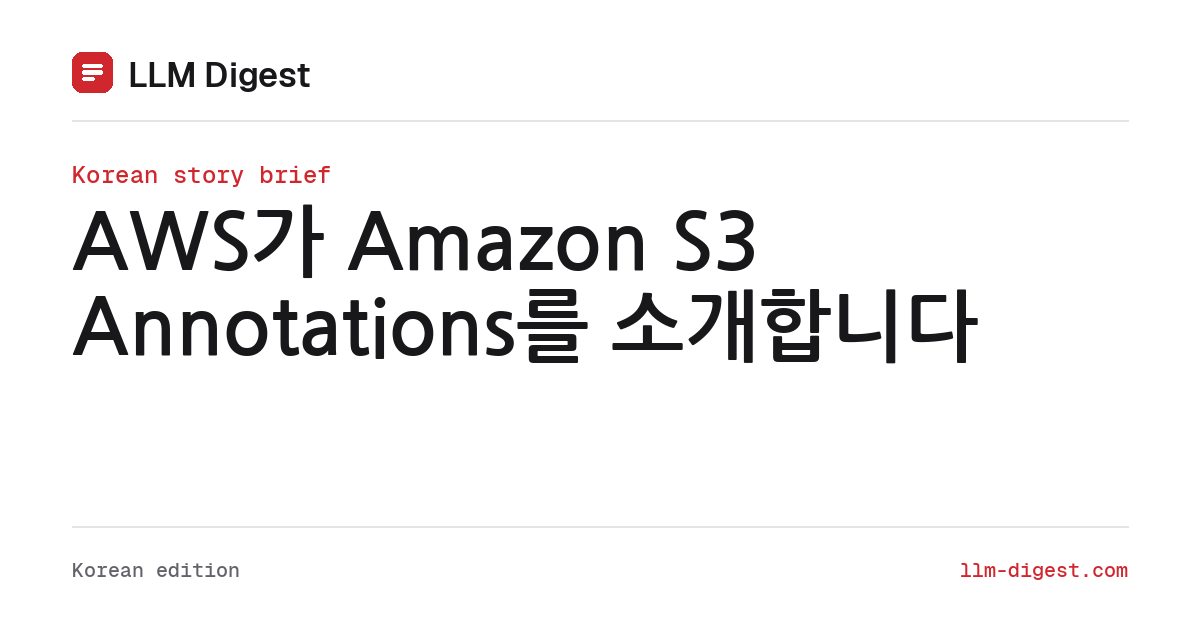 LLM Digest
Korean story brief
AWS가 Amazon S3
Annotations를 소개합니다
Korean edition
llm-digest.com